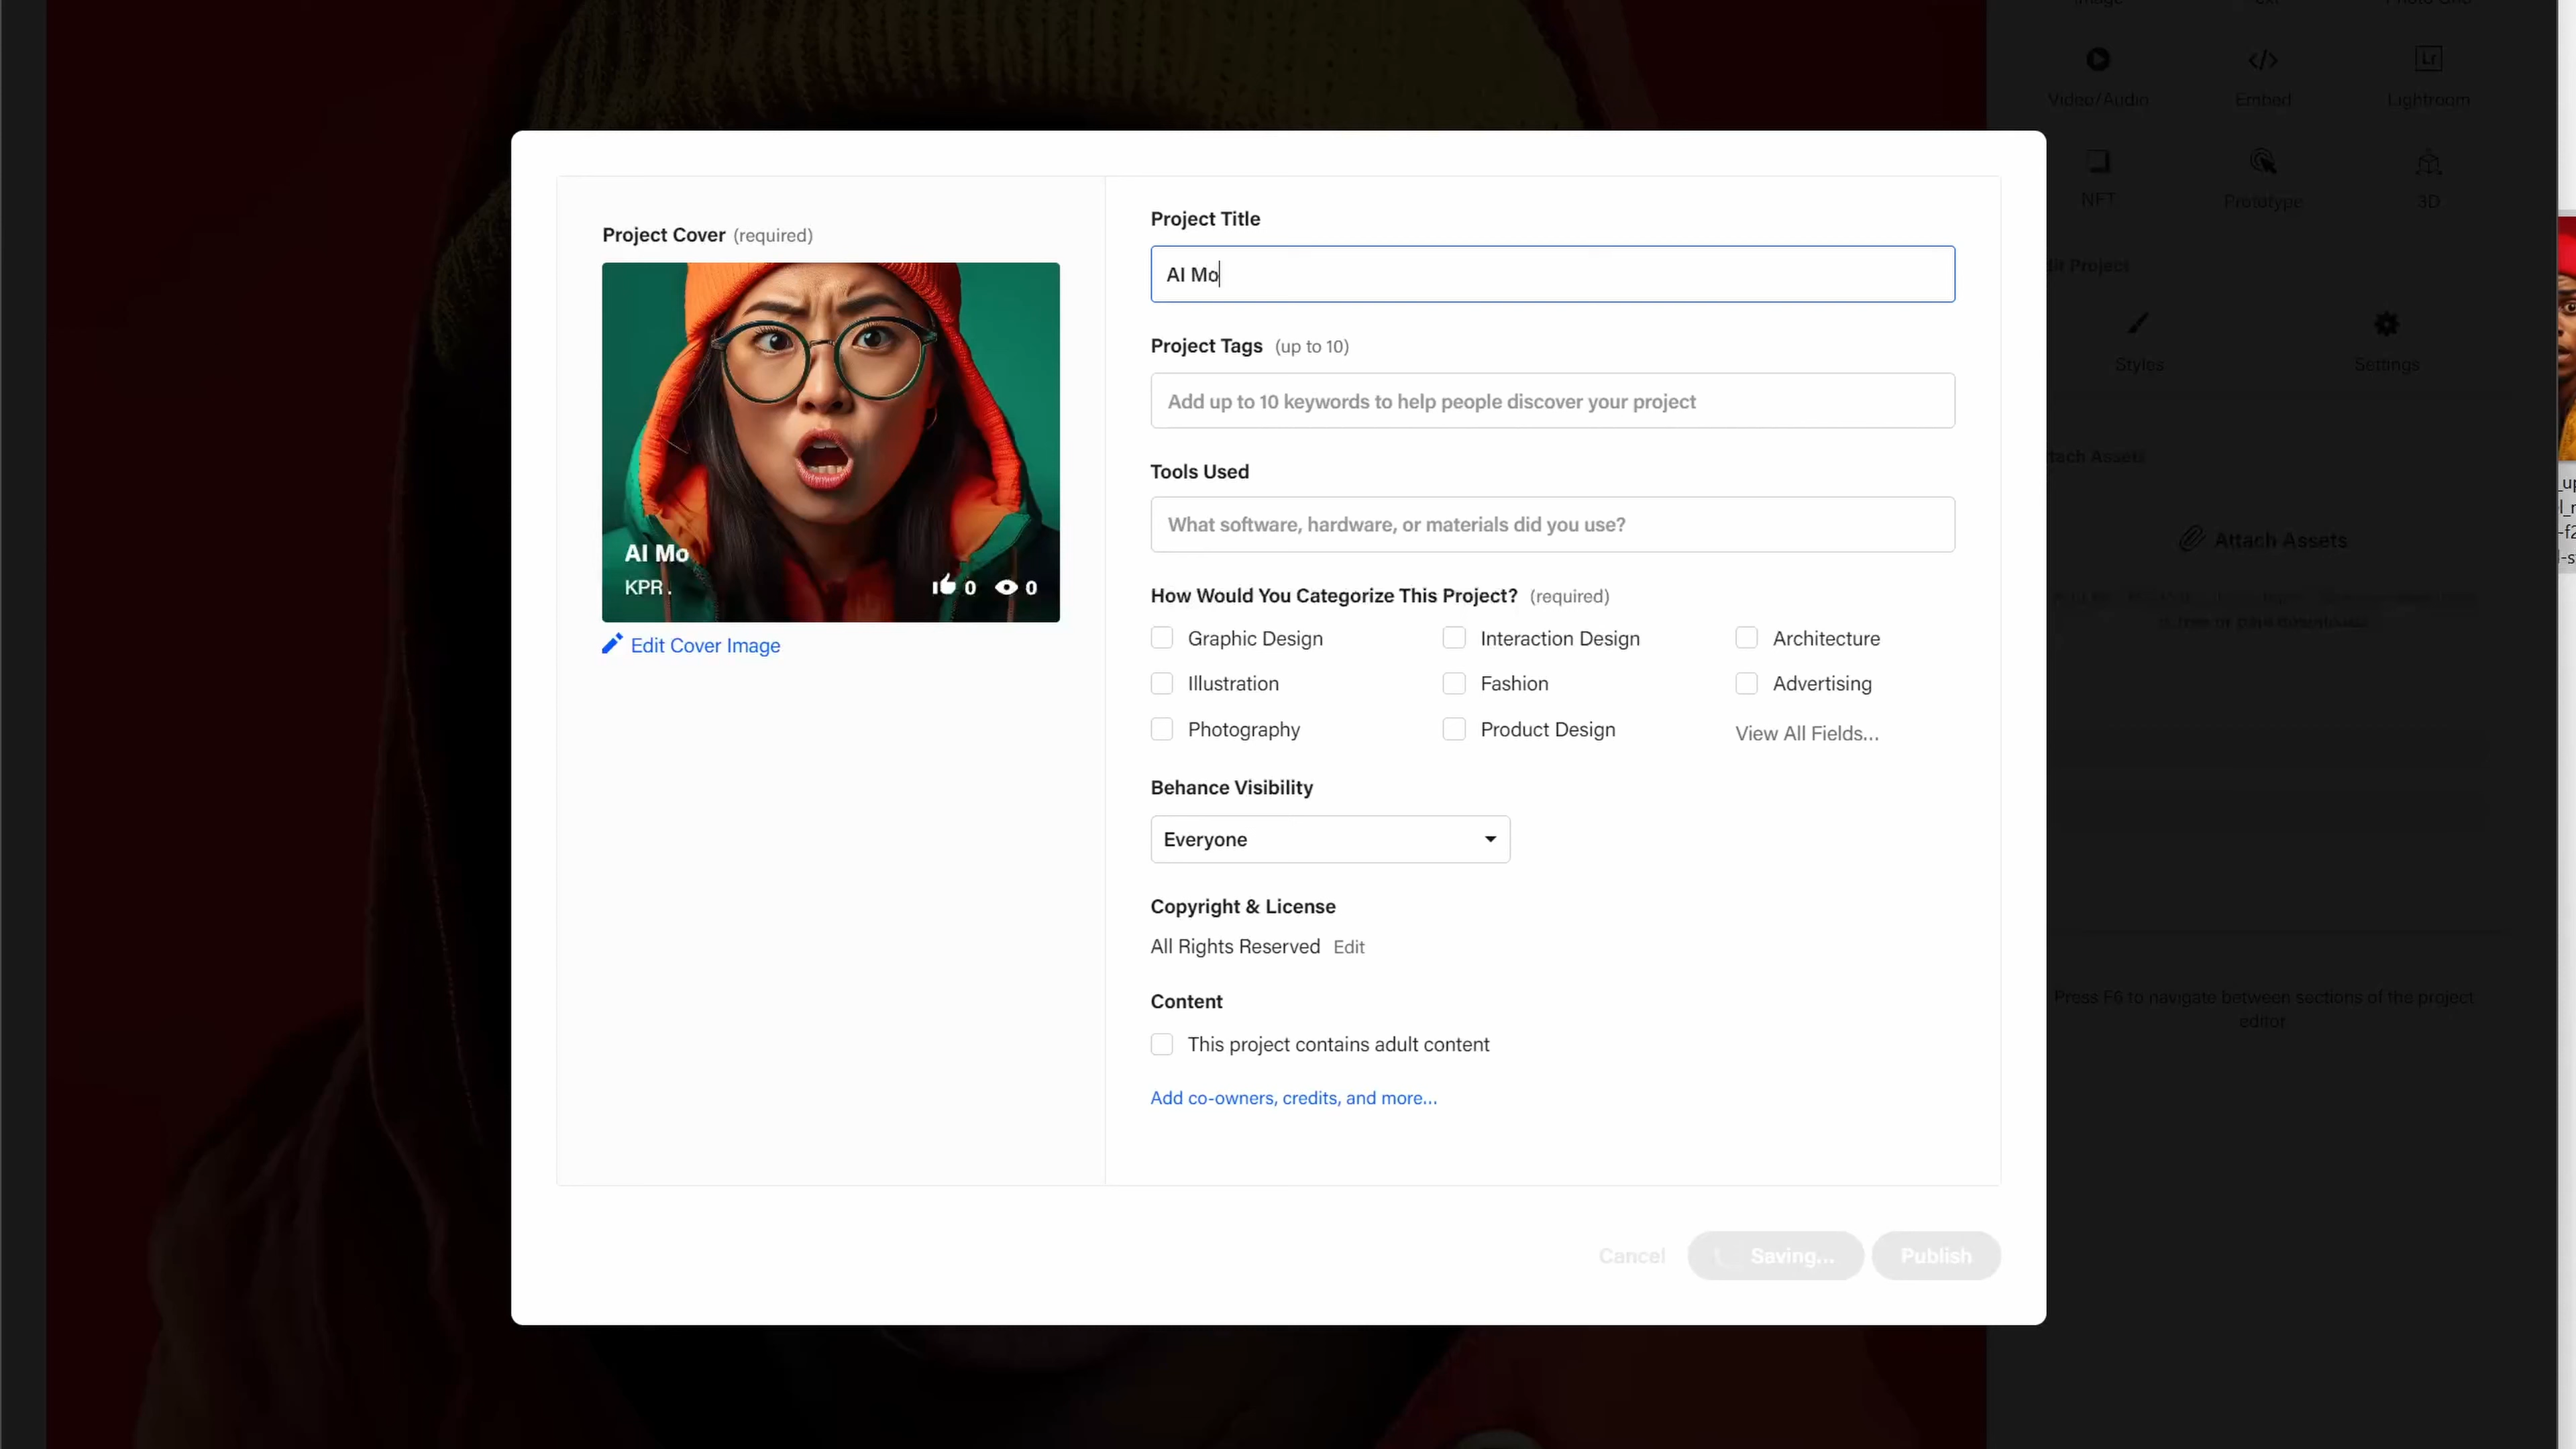 Video/Audio
Embed
Lightroom
NFT
Prototype
3D
Styles
Settings
Attach Assets
Press F6 to navigate between sections of the project
editor
Project Cover (required)
AI Mo
KPR .
0 0
Edit Cover Image
Project Title
AI Mo
Project Tags (up to 10)
Add up to 10 keywords to help people discover your project
Tools Used
What software, hardware, or materials did you use?
How Would You Categorize This Project? (required)
Graphic Design
Interaction Design
Architecture
Illustration
Fashion
Advertising
Photography
Product Design
View All Fields...
Behance Visibility
Everyone
Copyright & License
All Rights Reserved Edit
Content
This project contains adult content
Add co-owners, credits, and more...
Cancel
Saving...
Publish